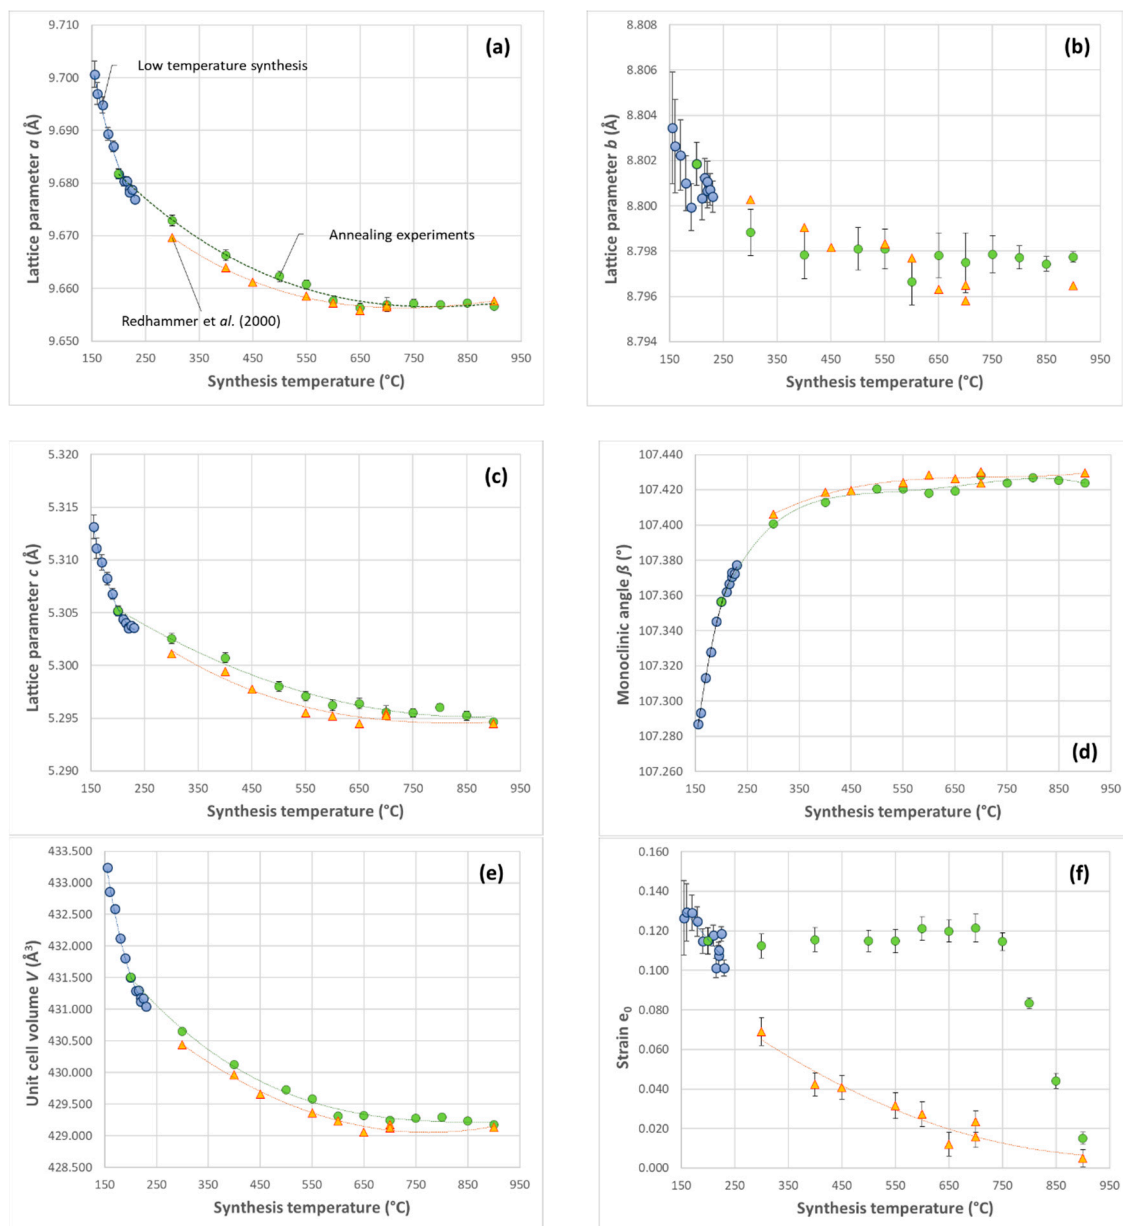 (a)
9.710
9.700
9.690
9.680
9.670
9.660
9.650
Lattice parameter a (Å)
Low temperature synthesis
Annealing experiments
Redhammer et al. (2000)
150 250 350 450 550 650 750 850 950
Synthesis temperature (°C)
(b)
8.808
8.806
8.804
8.802
8.800
8.798
8.796
8.794
Lattice parameter b (Å)
150 250 350 450 550 650 750 850 950
Synthesis temperature (°C)
(c)
5.320
5.315
5.310
5.305
5.300
5.295
5.290
Lattice parameter c (Å)
150 250 350 450 550 650 750 850 950
Synthesis temperature (°C)
107.440
107.420
107.400
107.380
107.360
107.340
107.320
107.300
107.280
107.260
Monoclinic angle ß (°)
(d)
150 250 350 450 550 650 750 850 950
Synthesis temperature (°C)
(e)
433.500
433.000
432.500
432.000
431.500
431.000
430.500
430.000
429.500
429.000
428.500
Unit cell volume V (Å³)
150 250 350 450 550 650 750 850 950
Synthesis temperature (°C)
(f)
0.160
0.140
0.120
0.100
0.080
0.060
0.040
0.020
0.000
Strain e₀
150 250 350 450 550 650 750 850 950
Synthesis temperature (°C)